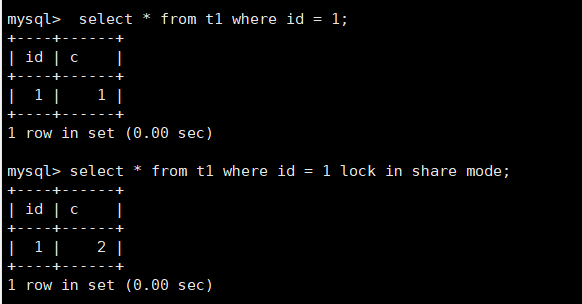 mysql>  select * from t1 where id = 1;
+----+------+
| id | c    |
+----+------+
|  1 |    1 |
+----+------+
1 row in set (0.00 sec)

mysql> select * from t1 where id = 1 lock in share mode;
+----+------+
| id | c    |
+----+------+
|  1 |    2 |
+----+------+
1 row in set (0.00 sec)